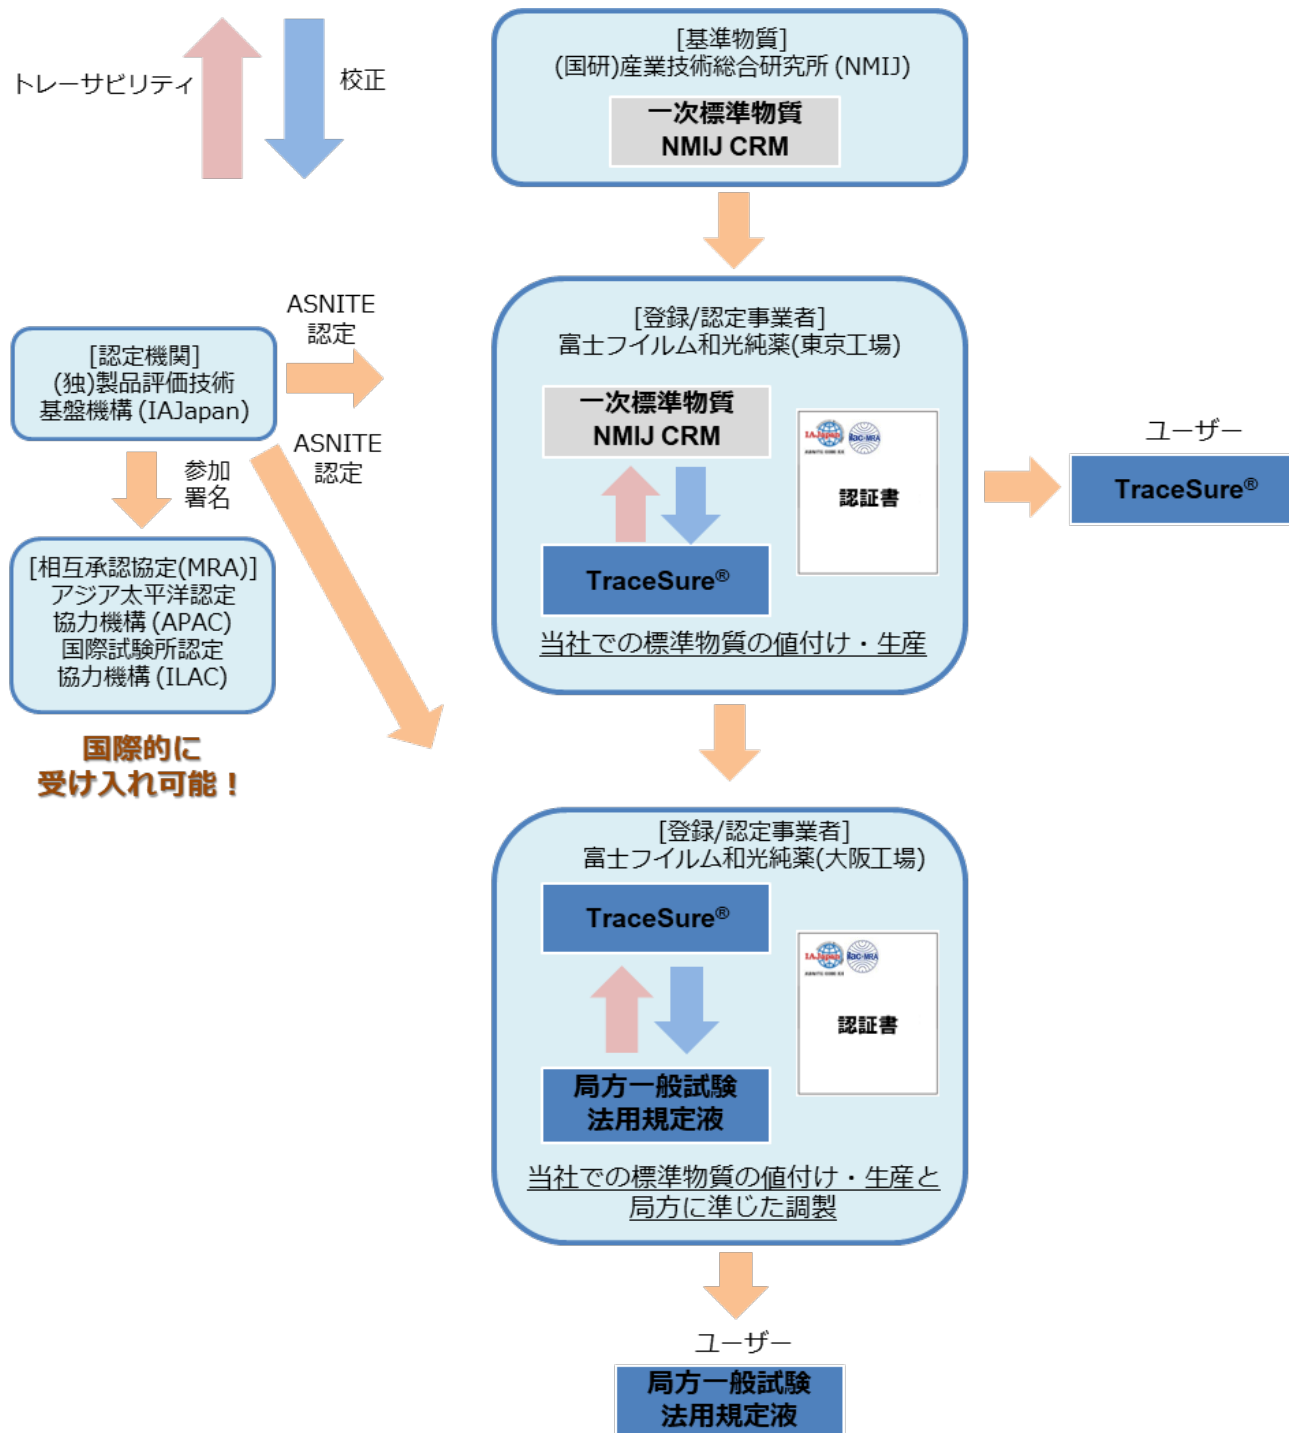 トレーサビリティ
校正
[基準物質]
(国研)産業技術総合研究所 (NMIJ)
一次標準物質
NMIJ CRM
ASNITE
認定
[認定機関]
(独)製品評価技術
基盤機構 (IAJapan)
ASNITE
認定
参加
署名
[相互承認協定(MRA)]
アジア太平洋認定
協力機構 (APAC)
国際試験所認定
協力機構 (ILAC)
国際的に
受け入れ可能！
[登録/認定事業者]
富士フイルム和光純薬(東京工場)
一次標準物質
NMIJ CRM
TraceSure®
IAJapan
ilac-MRA
認証書
当社での標準物質の値付け・生産
ユーザー
TraceSure®
[登録/認定事業者]
富士フイルム和光純薬(大阪工場)
TraceSure®
局方一般試験
法用規定液
IAJapan
ilac-MRA
認証書
当社での標準物質の値付け・生産と
局方に準じた調製
ユーザー
局方一般試験
法用規定液